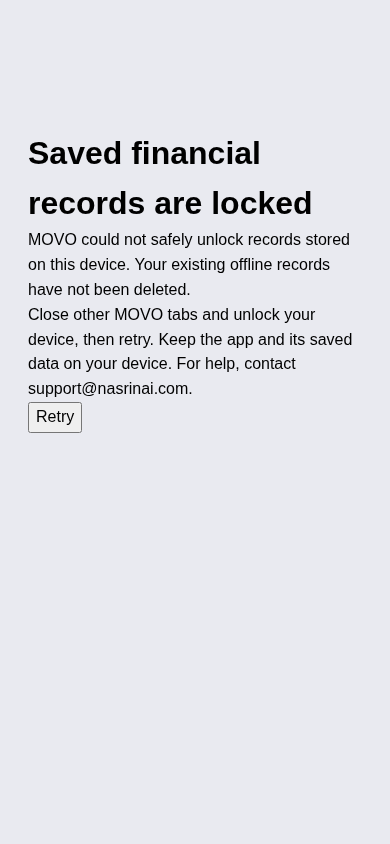 Saved financial
records are locked
MOVO could not safely unlock records stored
on this device. Your existing offline records
have not been deleted.
Close other MOVO tabs and unlock your
device, then retry. Keep the app and its saved
data on your device. For help, contact
support@nasrinai.com.
Retry